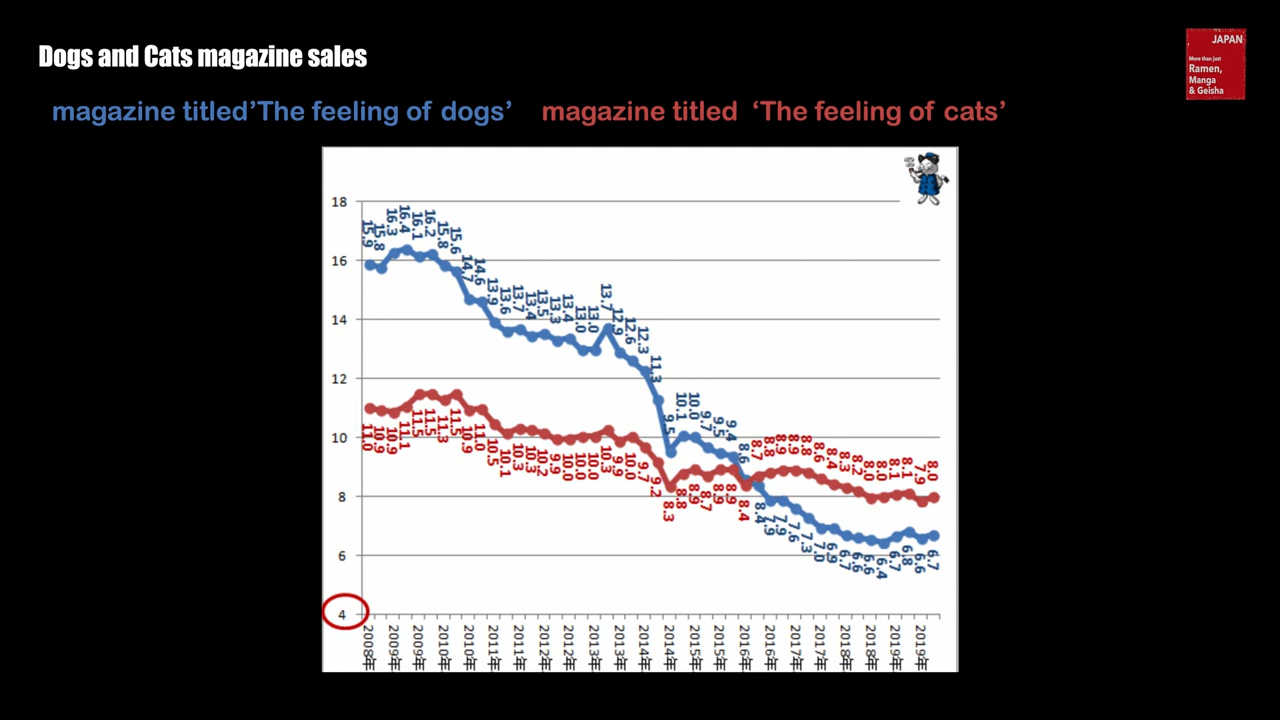 Dogs and Cats magazine sales
JAPAN
More than just
Ramen,
Manga
& Geisha
magazine titled’The feeling of dogs’ magazine titled ‘The feeling of cats’
18
16
14
12
10
8
6
4
15.9 15.8 16.3 16.4 16.1 16.2 15.8 15.6 14.7 14.6 13.9 13.6 13.7 13.4 13.5 13.3 13.4 13.0 13.0 13.7 12.9 12.6 12.3 11.3 9.5 10.1 10.0 9.7 9.5 9.4 8.6 8.4 7.9 7.9 7.6 7.3 7.0 6.9 6.7 6.6 6.6 6.4 6.7 6.8 6.6 6.7
11.0 10.9 10.9 11.1 11.5 11.5 11.3 11.5 10.9 11.0 10.5 10.1 10.3 10.3 10.2 9.9 10.0 10.0 10.0 10.3 9.9 10.0 9.7 9.2 8.3 8.8 8.9 8.7 8.9 8.9 8.4 8.7 8.8 8.9 8.9 8.8 8.6 8.4 8.3 8.2 8.0 8.0 8.1 8.1 7.9 8.0
2008年 2009年 2009年 2010年 2010年 2011年 2011年 2012年 2012年 2013年 2013年 2014年 2014年 2015年 2015年 2016年 2016年 2017年 2017年 2018年 2018年 2019年 2019年